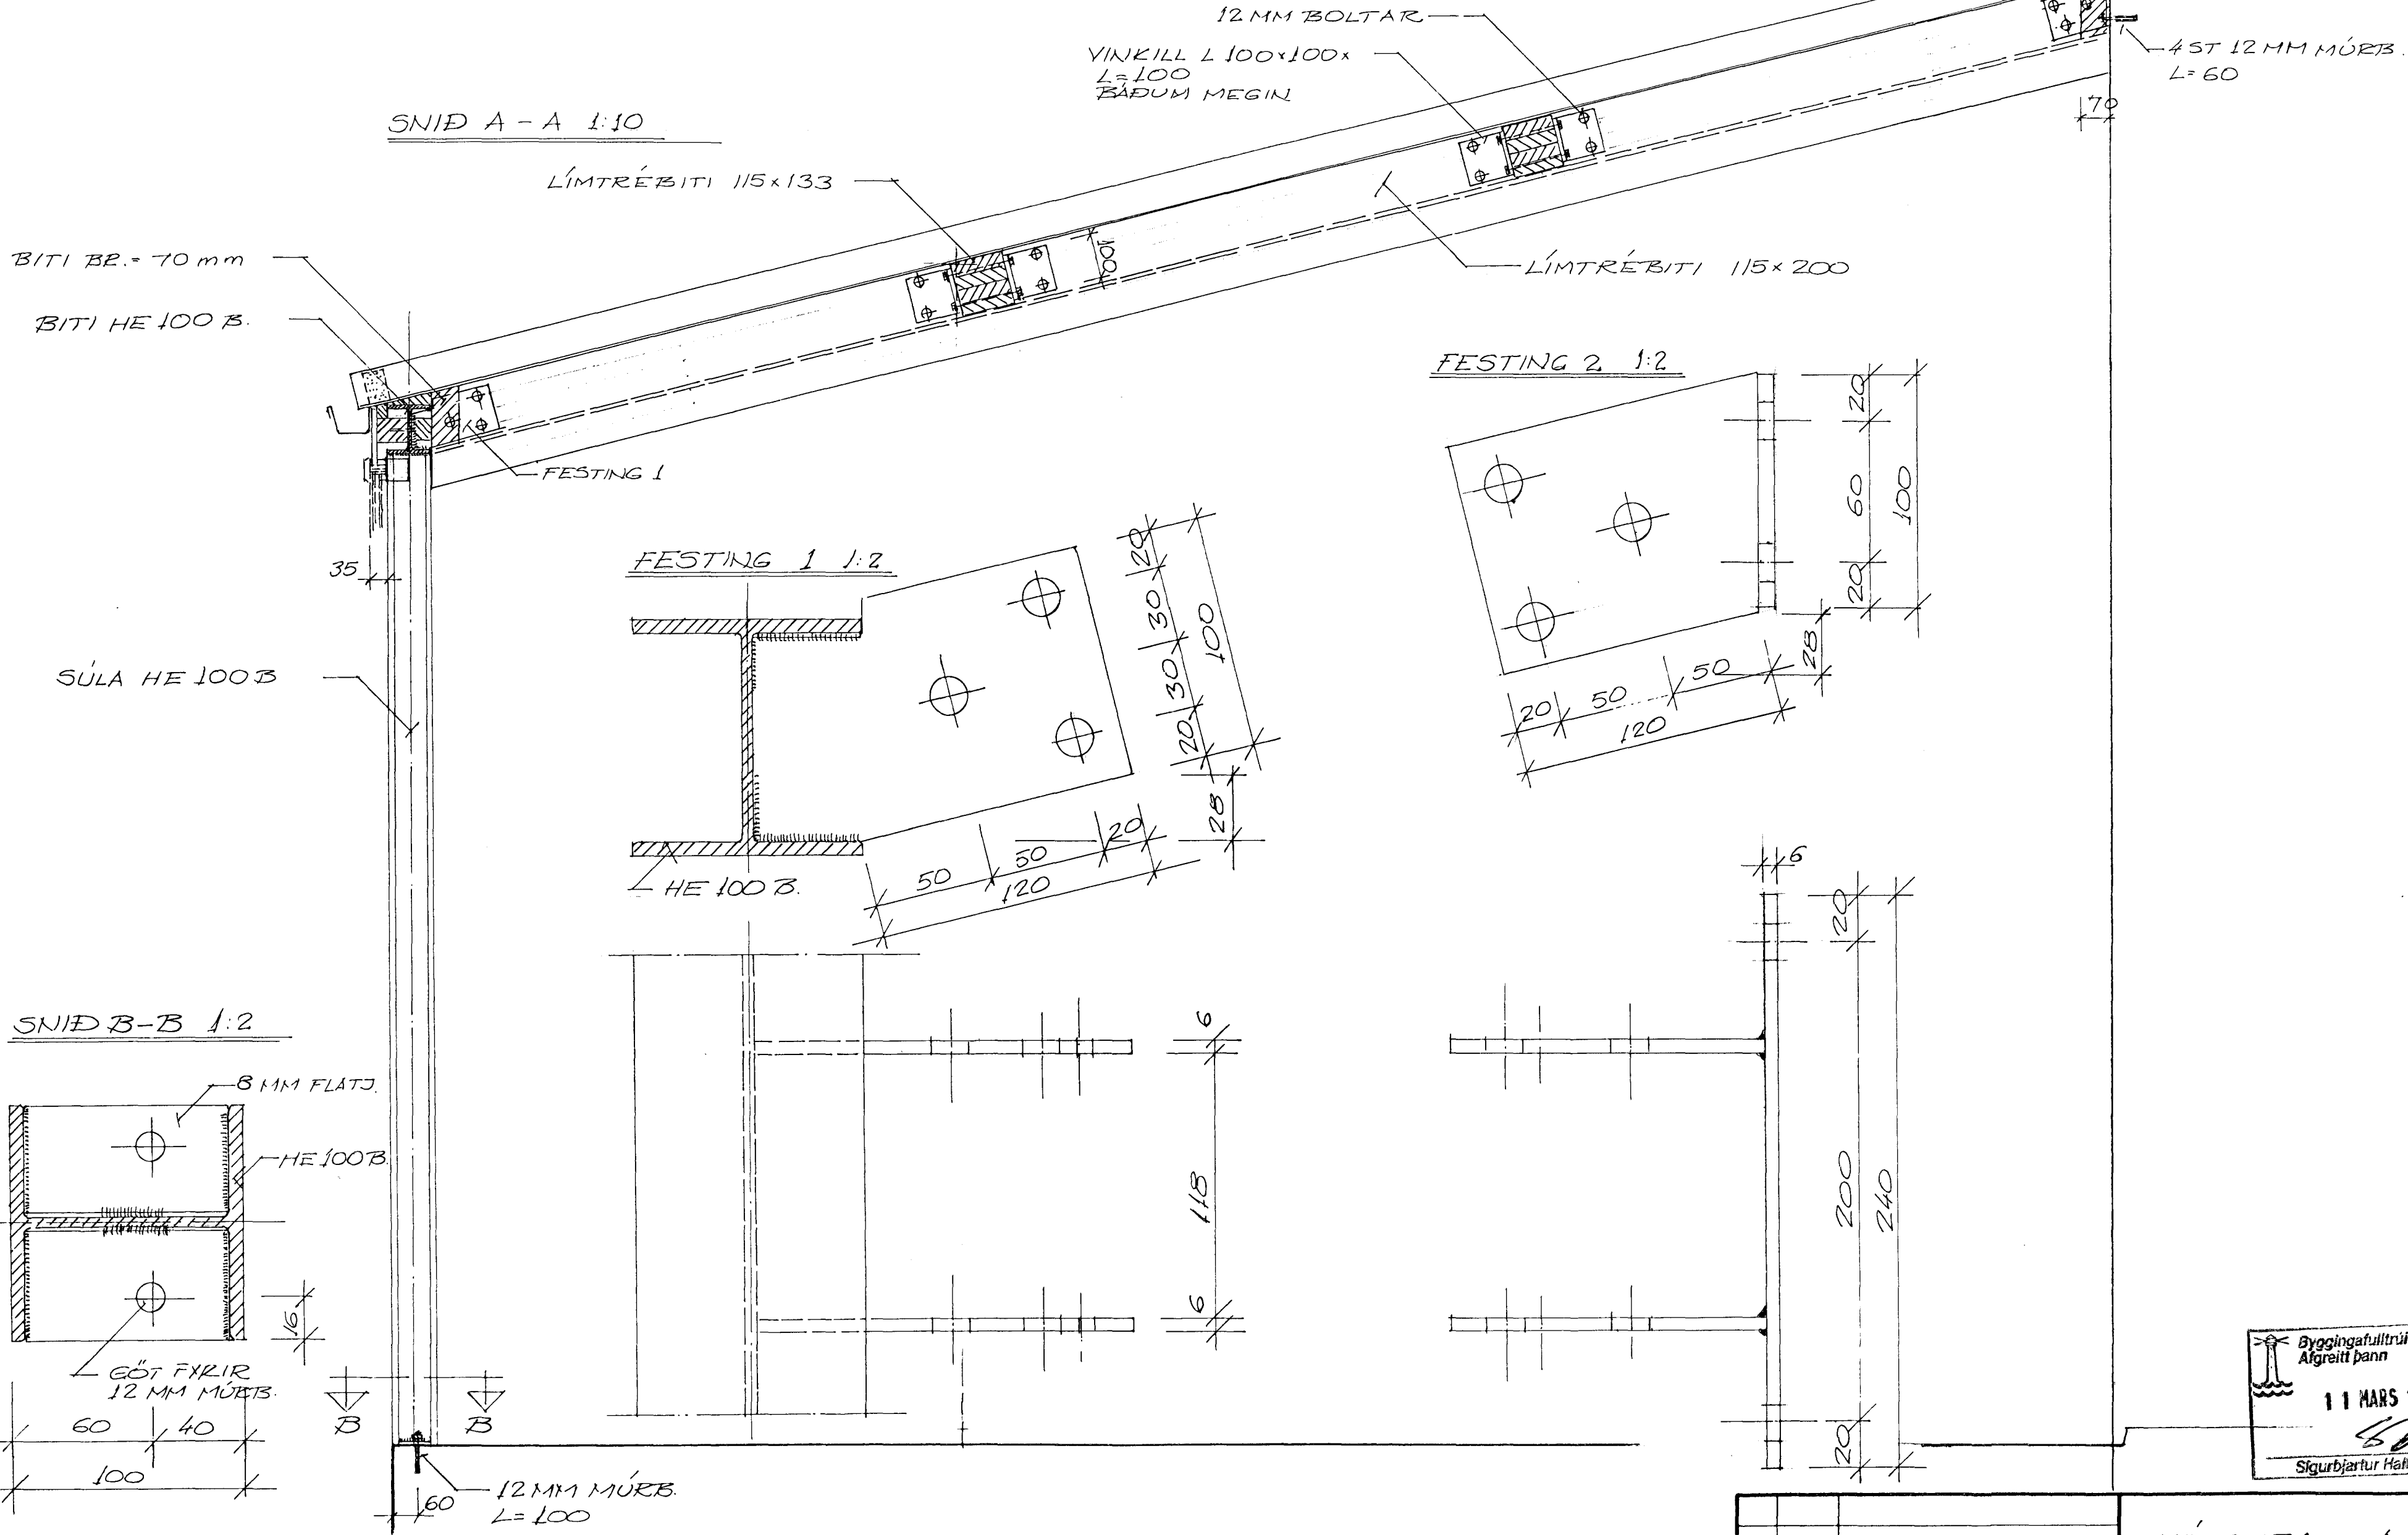 12 MM BOLTAR
VINKILL L 100x100x
L=100
BÁÐUM MEGIN
4 ST 12 MM MÚRB.
L=60
70
SNIÐ A-A 1:10
LÍMTRÉBITI 115x133
100
LÍMTRÉBITI 115x200
BITI BR.= 70 mm
BITI HE 100 B.
FESTING 1
35
SÚLA HE 100B
FESTING 2 1:2
20
60
20
100
28
20
50
50
120
FESTING 1 1:2
20
30
30
20
100
28
50
50
20
120
HE 100 B.
6
118
6
6
20
200
20
240
SNIÐ B-B 1:2
8 MM FLATJ.
HE 100B
16
GÖT FYRIR
12 MM MÚRB.
60
40
100
B
B
60
12 MM MÚRB.
L=100
Byggingafulltrúi
Afgreitt þann
11 MARS
Sigurbjartur